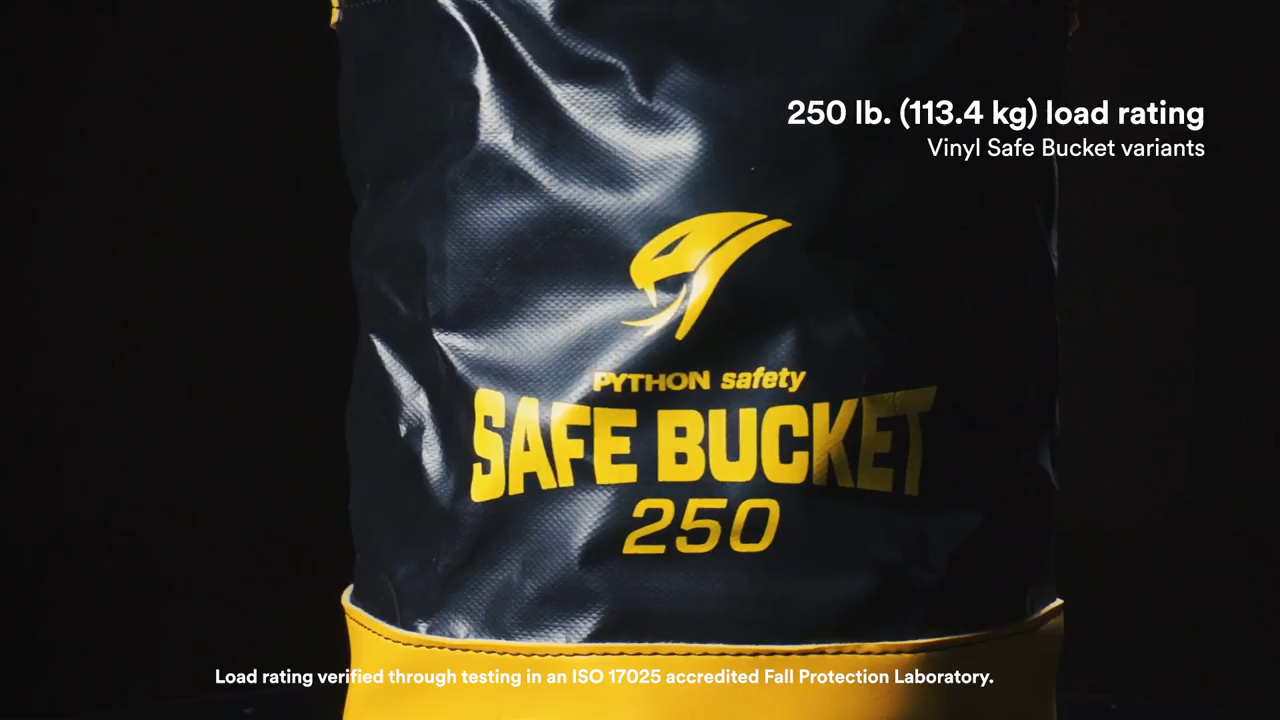 250 lb. (113.4 kg) load rating
Vinyl Safe Bucket variants
PYTHON safety
SAFE BUCKET
250
Load rating verified through testing in an ISO 17025 accredited Fall Protection Laboratory.